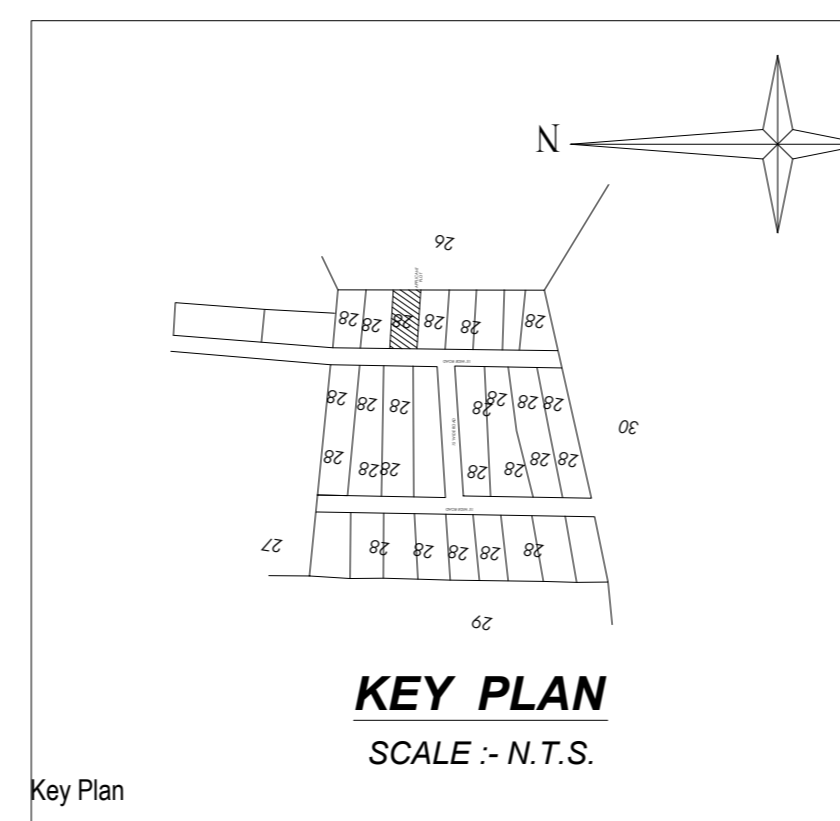 N
26
28 28 28 28 28 28
28 28 28 28 28 28 28
30
28 28 28 28 28 28 28
27
28 28 28 28 28
29
KEY PLAN
SCALE :- N.T.S.
Key Plan